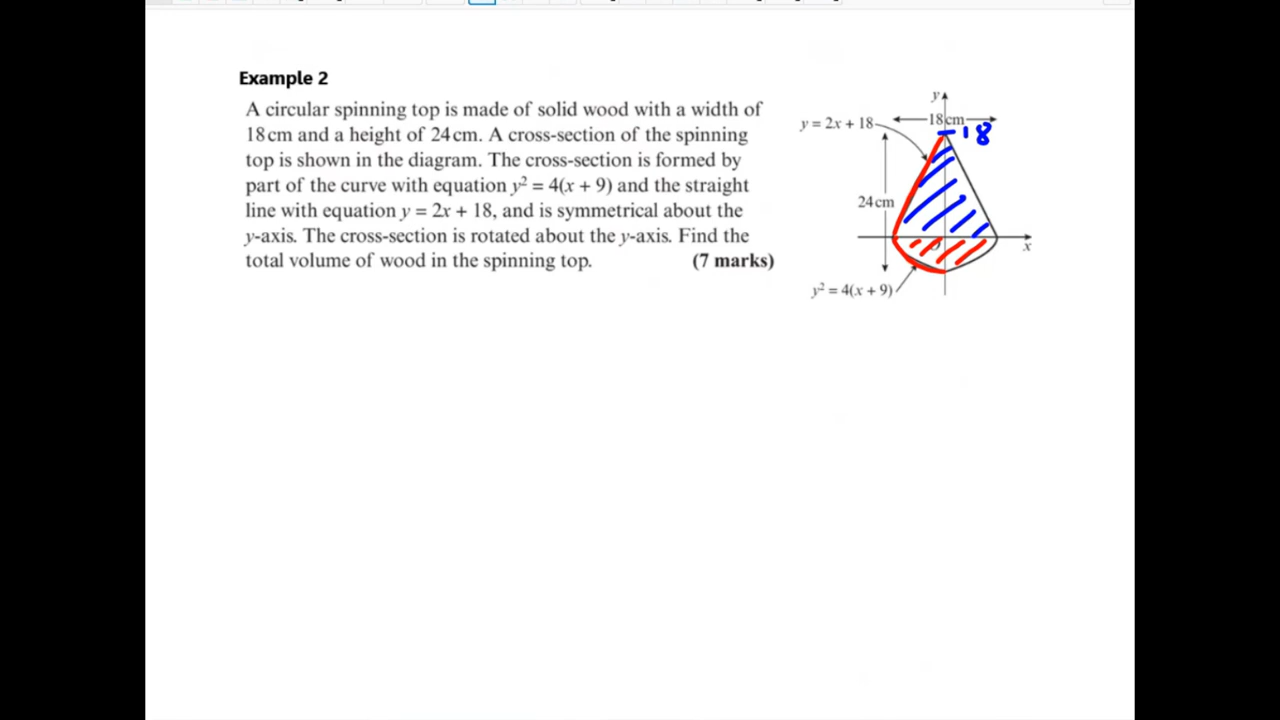 Example 2
A circular spinning top is made of solid wood with a width of
18 cm and a height of 24 cm. A cross-section of the spinning
top is shown in the diagram. The cross-section is formed by
part of the curve with equation y² = 4(x + 9) and the straight
line with equation y = 2x + 18, and is symmetrical about the
y-axis. The cross-section is rotated about the y-axis. Find the
total volume of wood in the spinning top. (7 marks)
y
18 cm
y = 2x + 18
18
24 cm
O
x
y² = 4(x + 9)